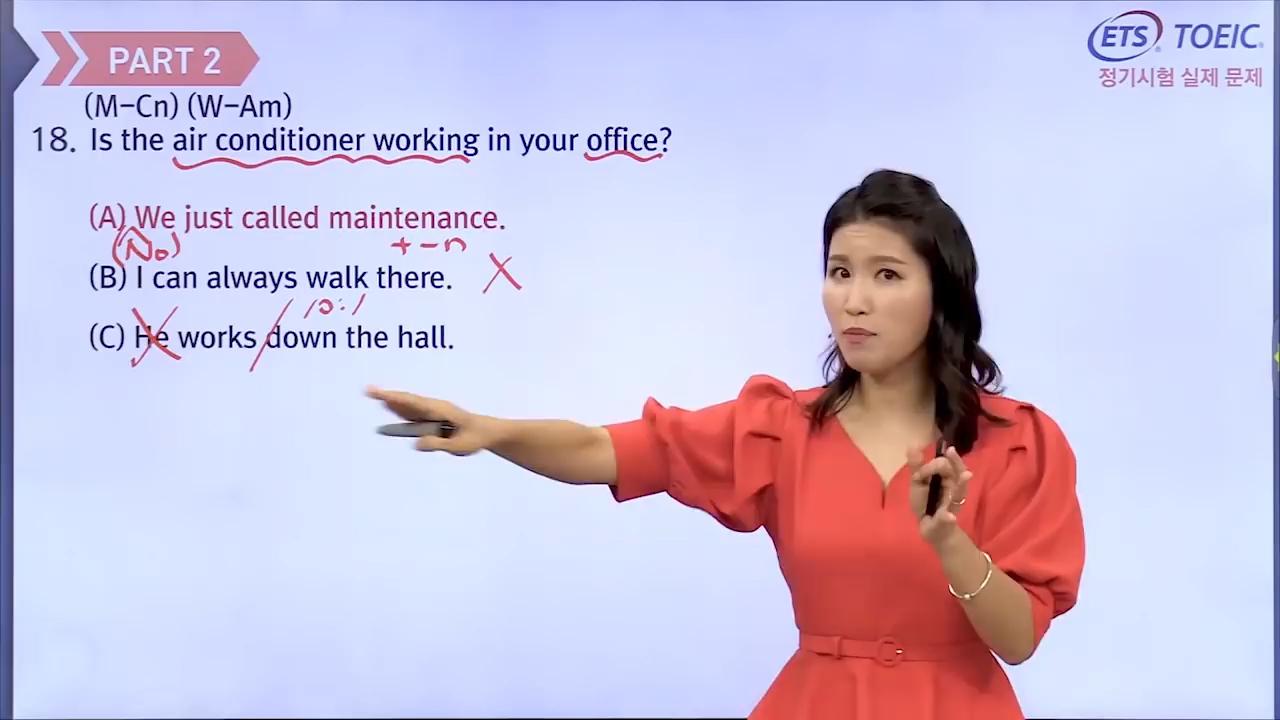 PART 2
ETS® TOEIC®
정기시험 실제 문제
(M-Cn) (W-Am)
18. Is the air conditioner working in your office?
(A) We just called maintenance.
(No)
(B) I can always walk there.
(C) He works down the hall.